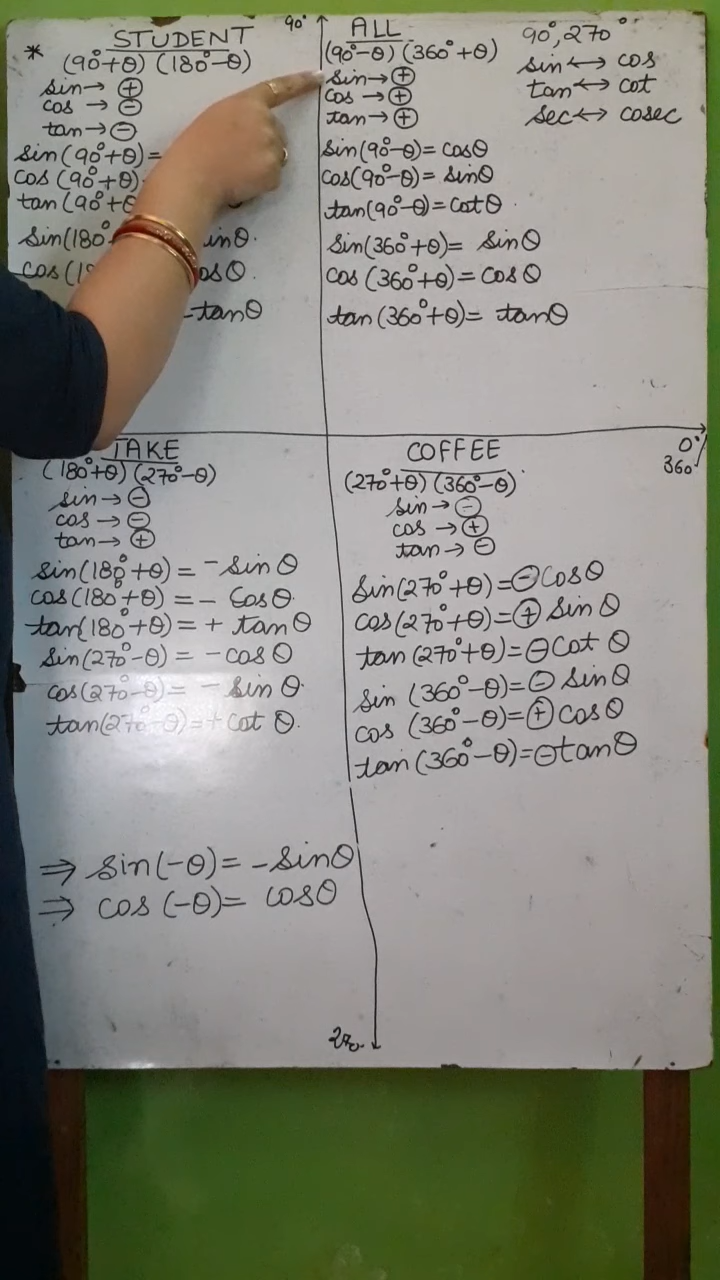 * STUDENT
(90°+θ) (180°-θ)
sin→ ⊕
cos → ⊖
tan→ ⊖
sin(90°+θ)=
cos (90°+θ)
tan(90°+θ
sin(180°
inθ.
cos(18
osθ.
-tanθ
90°
ALL
(90°-θ) (360°+θ)
sin→⊕
cos →⊕
tan→⊕
sin(90°-θ)= cosθ
cos(90°-θ)= sinθ
tan(90°-θ)=cotθ
sin(360°+θ)= sinθ
cos (360°+θ)= cosθ
tan(360°+θ)= tanθ
90°, 270°
sin↔ cos
tan↔ cot
sec↔ cosec
0°/
360°
TAKE
(180°+θ) (270°-θ)
sin→ ⊖
cos → ⊖
tan→ ⊕
sin(180°+θ)= -sinθ
cos(180°+θ) = - cosθ.
tan(180°+θ)= + tanθ
sin(270°-θ) = -cosθ
cos(270°-θ)= - sinθ.
tan(270°-θ)=+cot θ.
COFFEE
(270°+θ) (360°-θ)
sin→ ⊖
cos → ⊕
tan→ ⊖
sin(270°+θ)=⊖cosθ
cos(270°+θ)=⊕ sinθ
tan(270°+θ)=⊖cot θ
sin (360°-θ)=⊖ sinθ
cos (360°-θ)=⊕cosθ
tan(360°-θ)=⊖tanθ
⇒ sin(-θ)= -sinθ
⇒ cos (-θ)= cosθ
270.